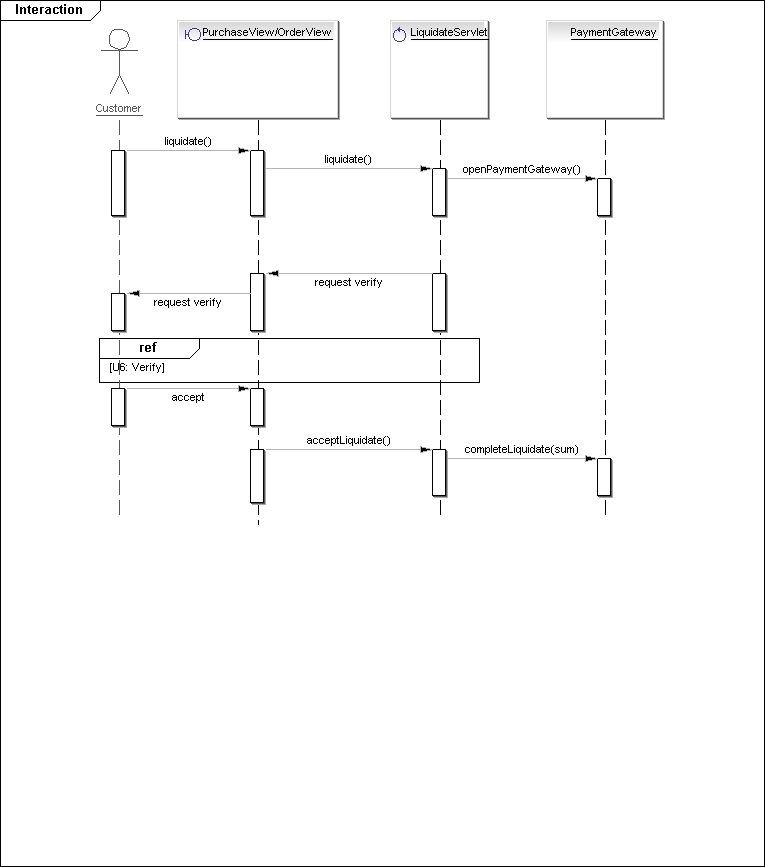 Interaction
PurchaseView/OrderView
LiquidateServlet
PaymentGateway
Customer
liquidate()
liquidate()
openPaymentGateway()
request verify
request verify
ref
[U6: Verify]
accept
acceptLiquidate()
completeLiquidate(sum)